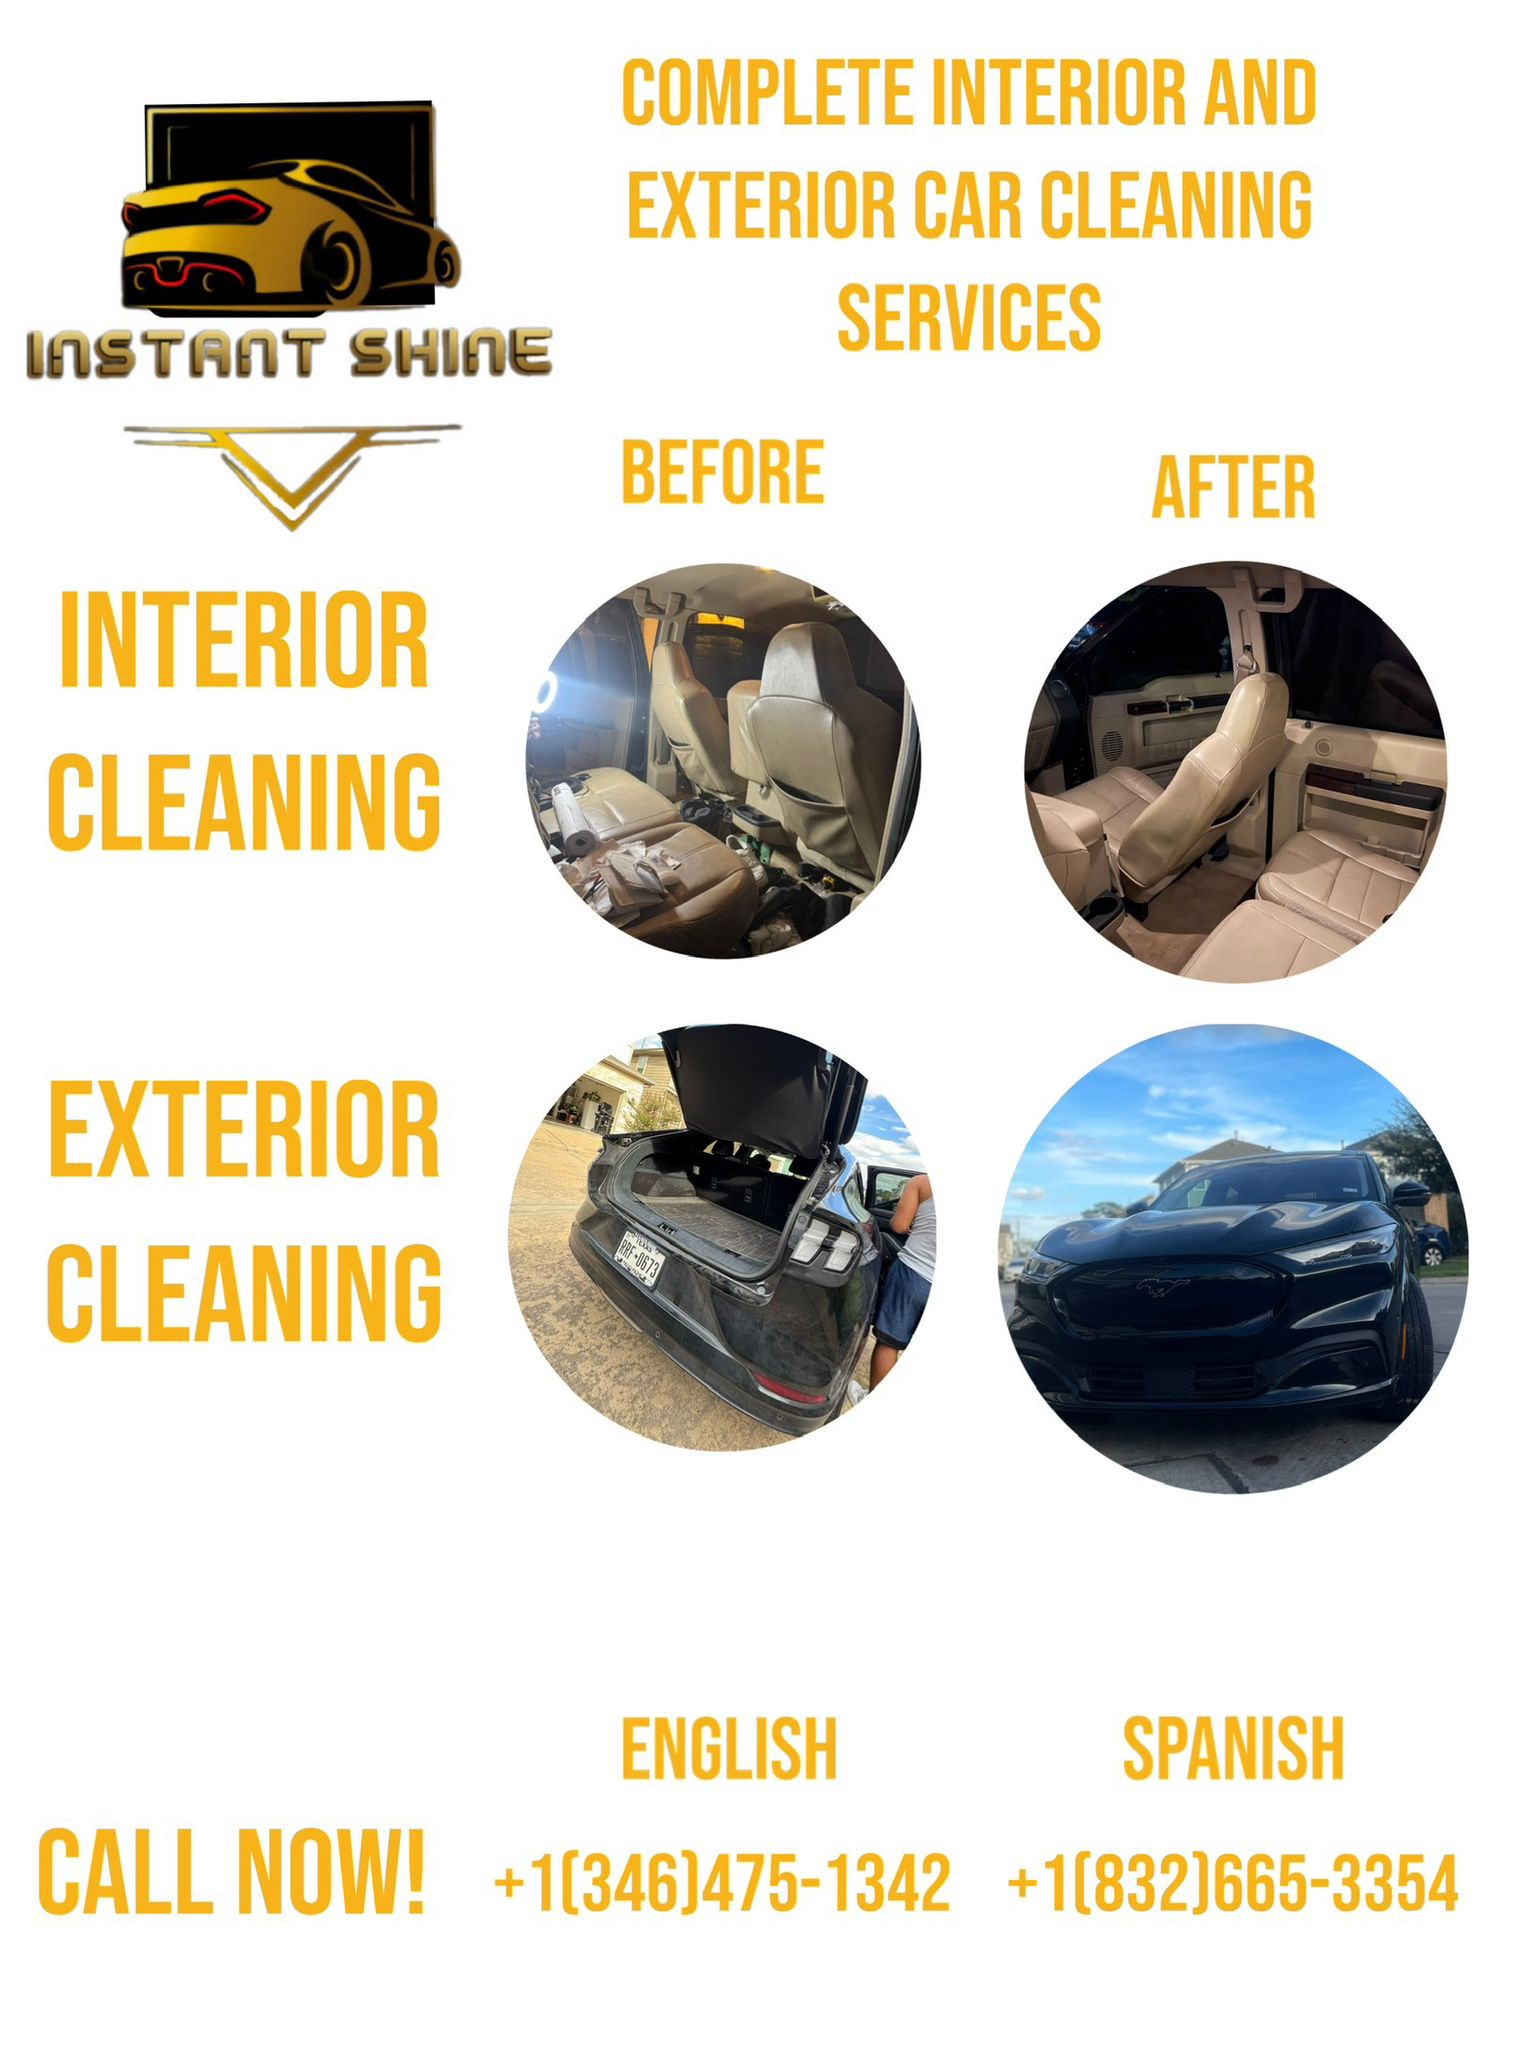 COMPLETE INTERIOR AND
EXTERIOR CAR CLEANING
SERVICES
INSTANT SHINE
BEFORE
AFTER
INTERIOR
CLEANING
EXTERIOR
CLEANING
TEXAS
RRF•0673
ENGLISH
SPANISH
CALL NOW!
+1(346)475-1342
+1(832)665-3354